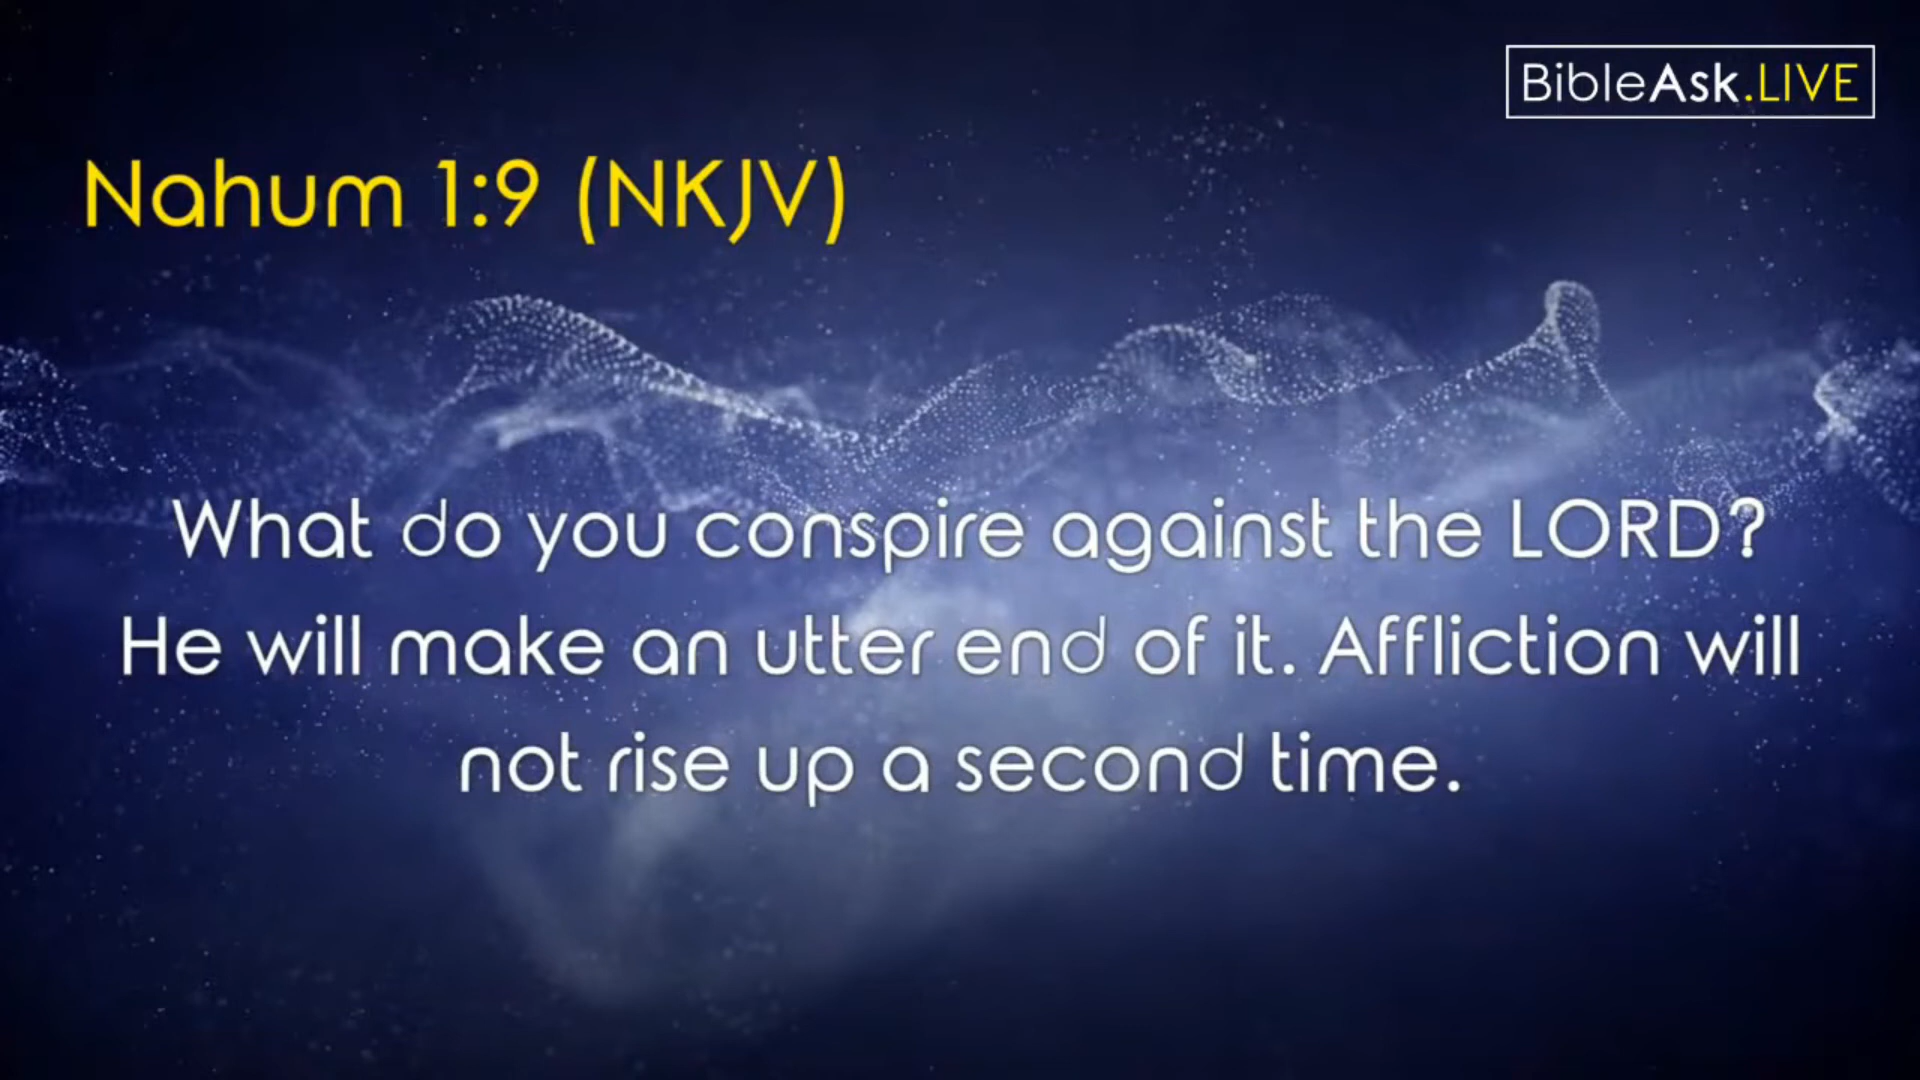 BibleAsk.LIVE
Nahum 1:9 (NKJV)
What do you conspire against the LORD?
He will make an utter end of it. Affliction will
not rise up a second time.